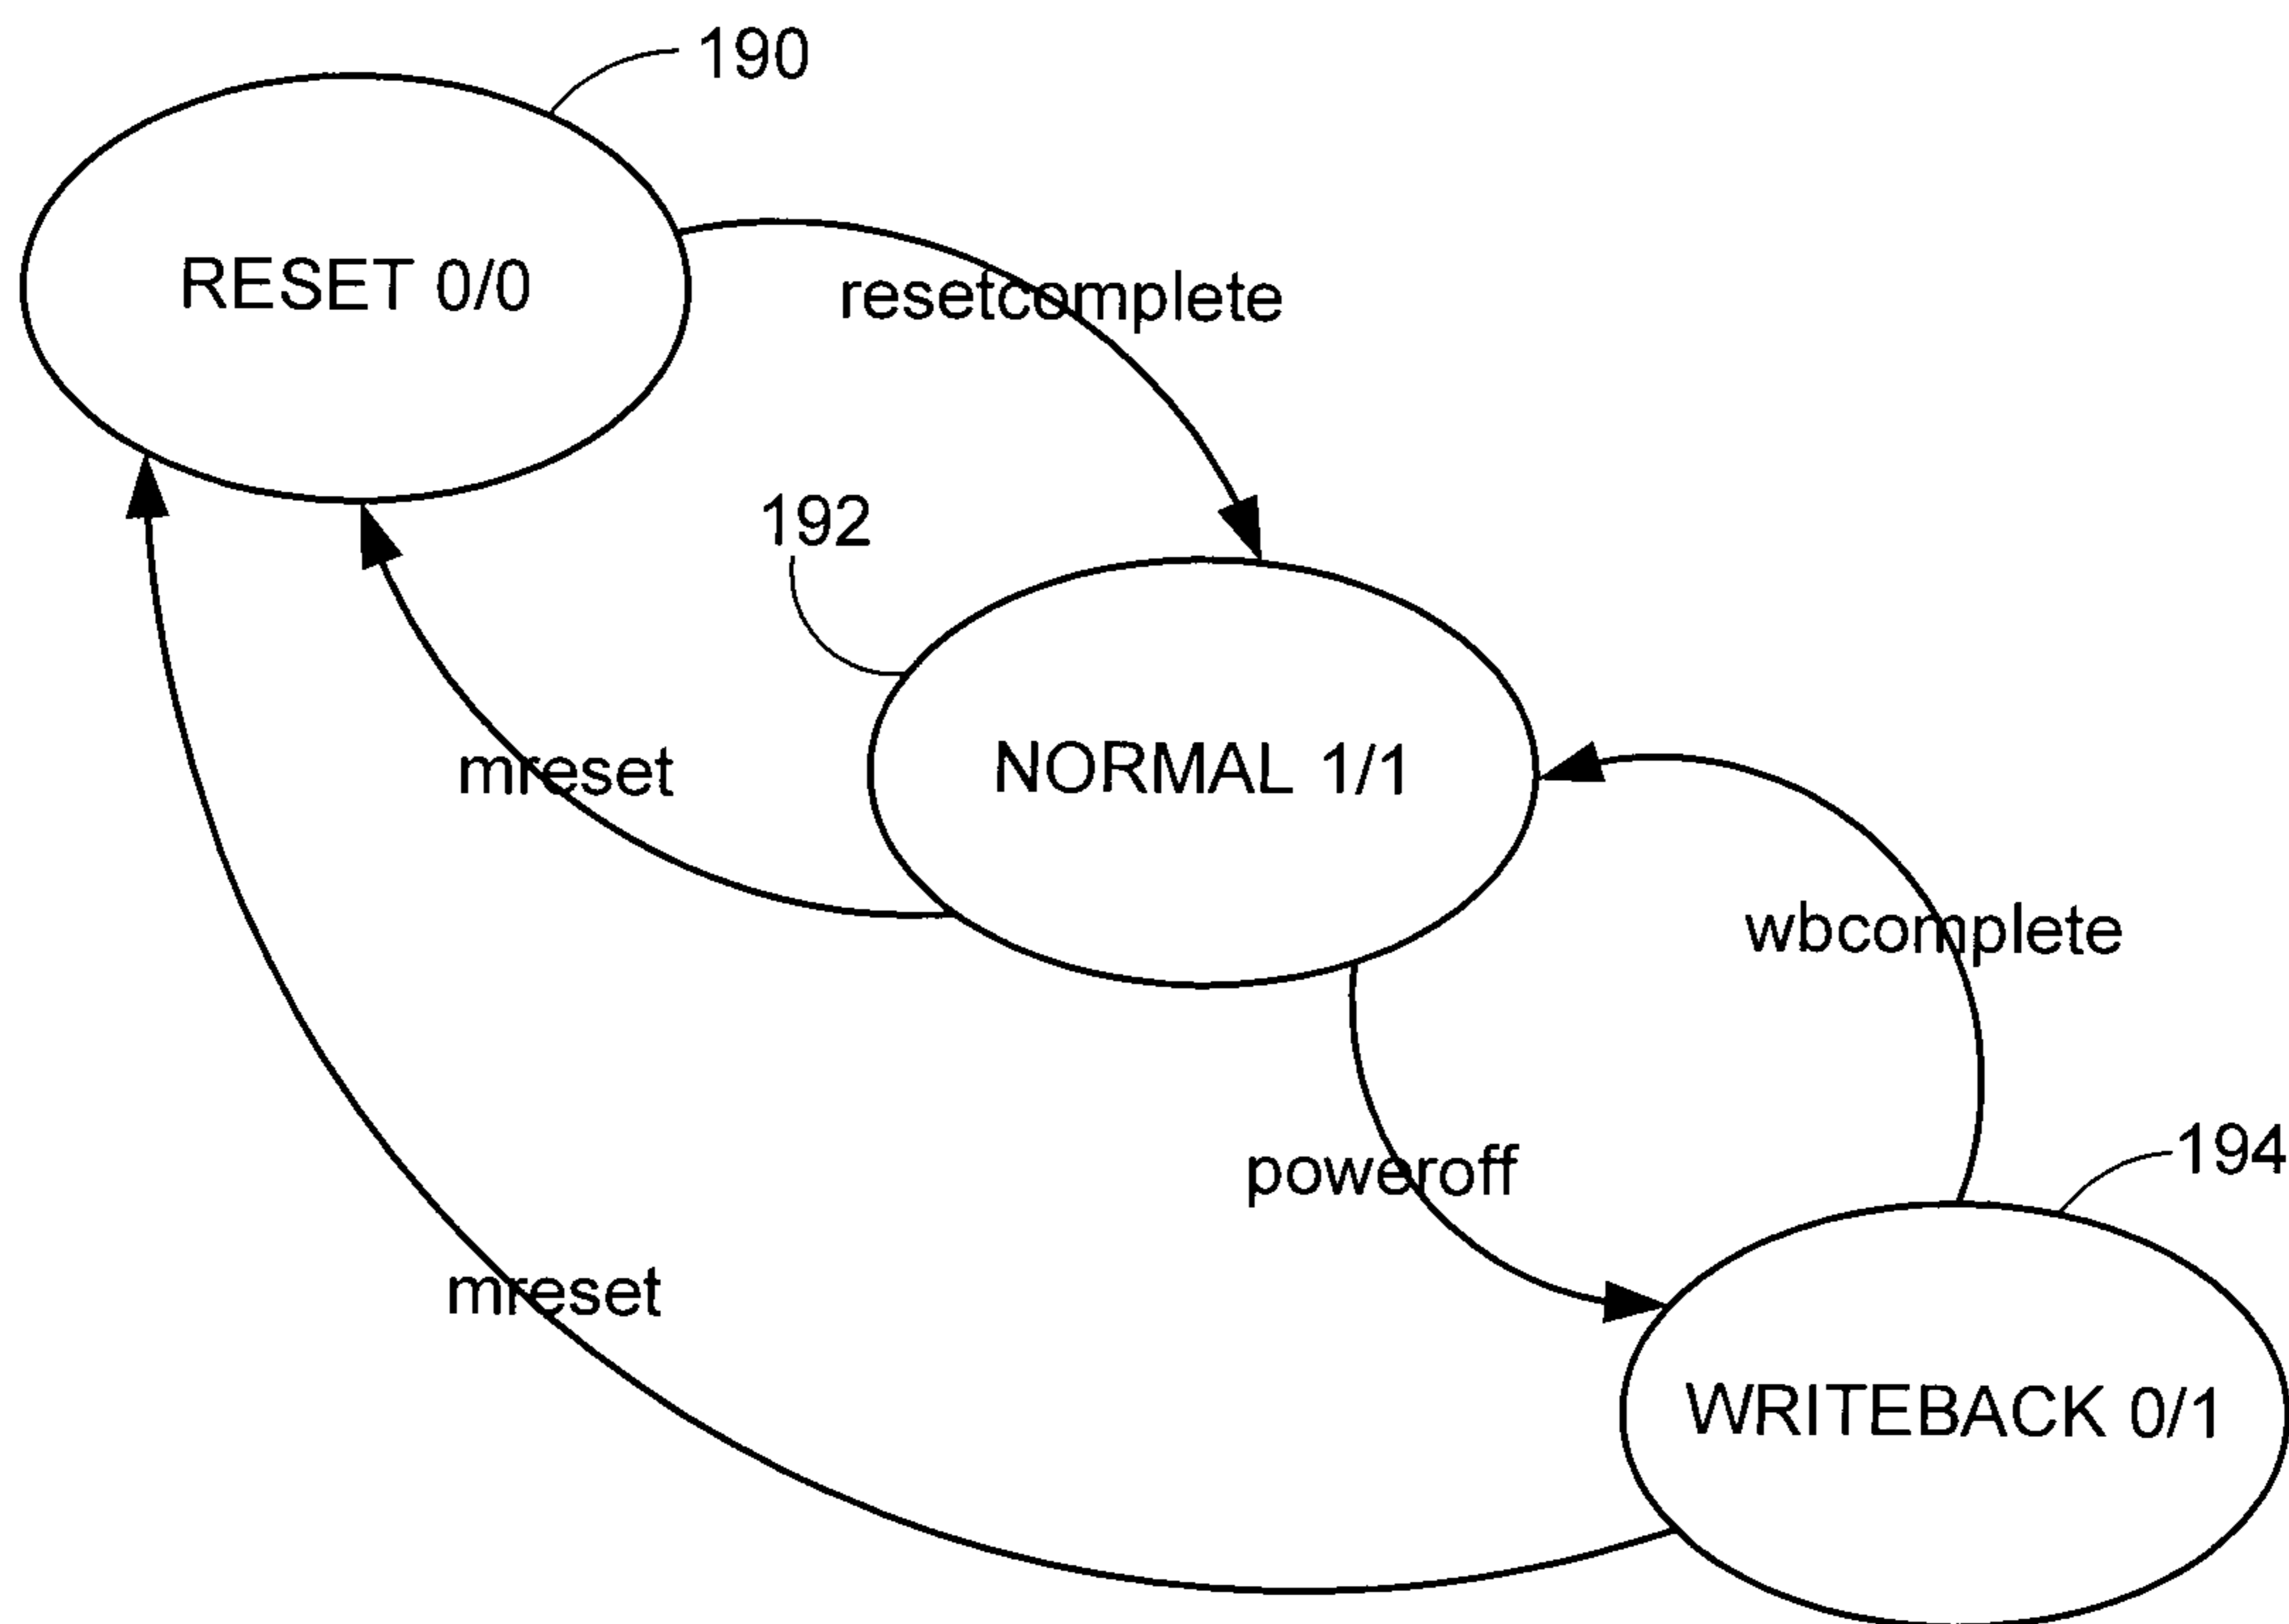 190
RESET 0/0
resetcomplete
192
mreset
NORMAL 1/1
wbcomplete
poweroff
194
mreset
WRITEBACK 0/1